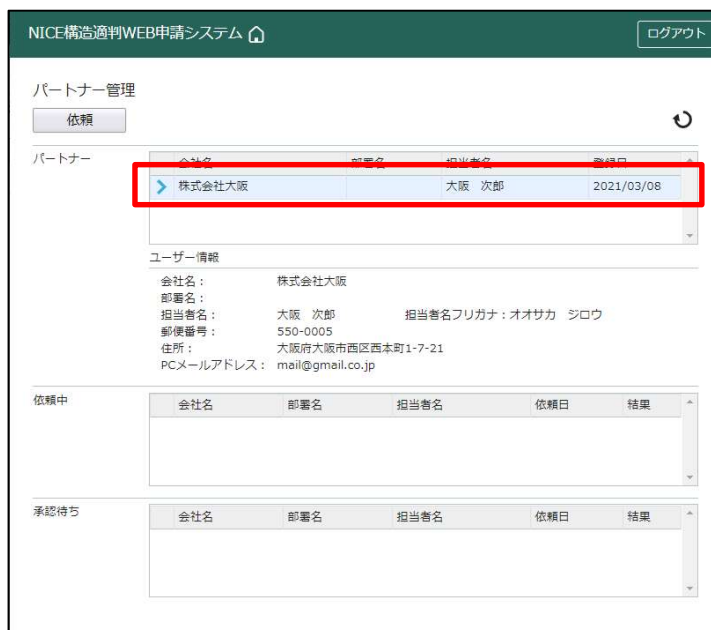 NICE構造適判WEB申請システム ログアウト
パートナー管理
依頼
パートナー 会社名 部署名 担当者名 登録日
株式会社大阪 大阪 次郎 2021/03/08
ユーザー情報
会社名： 株式会社大阪
部署名：
担当者名： 大阪 次郎 担当者名フリガナ：オオサカ ジロウ
郵便番号： 550-0005
住所： 大阪府大阪市西区西本町1-7-21
PCメールアドレス： mail@gmail.co.jp
依頼中 会社名 部署名 担当者名 依頼日 結果
承認待ち 会社名 部署名 担当者名 依頼日 結果